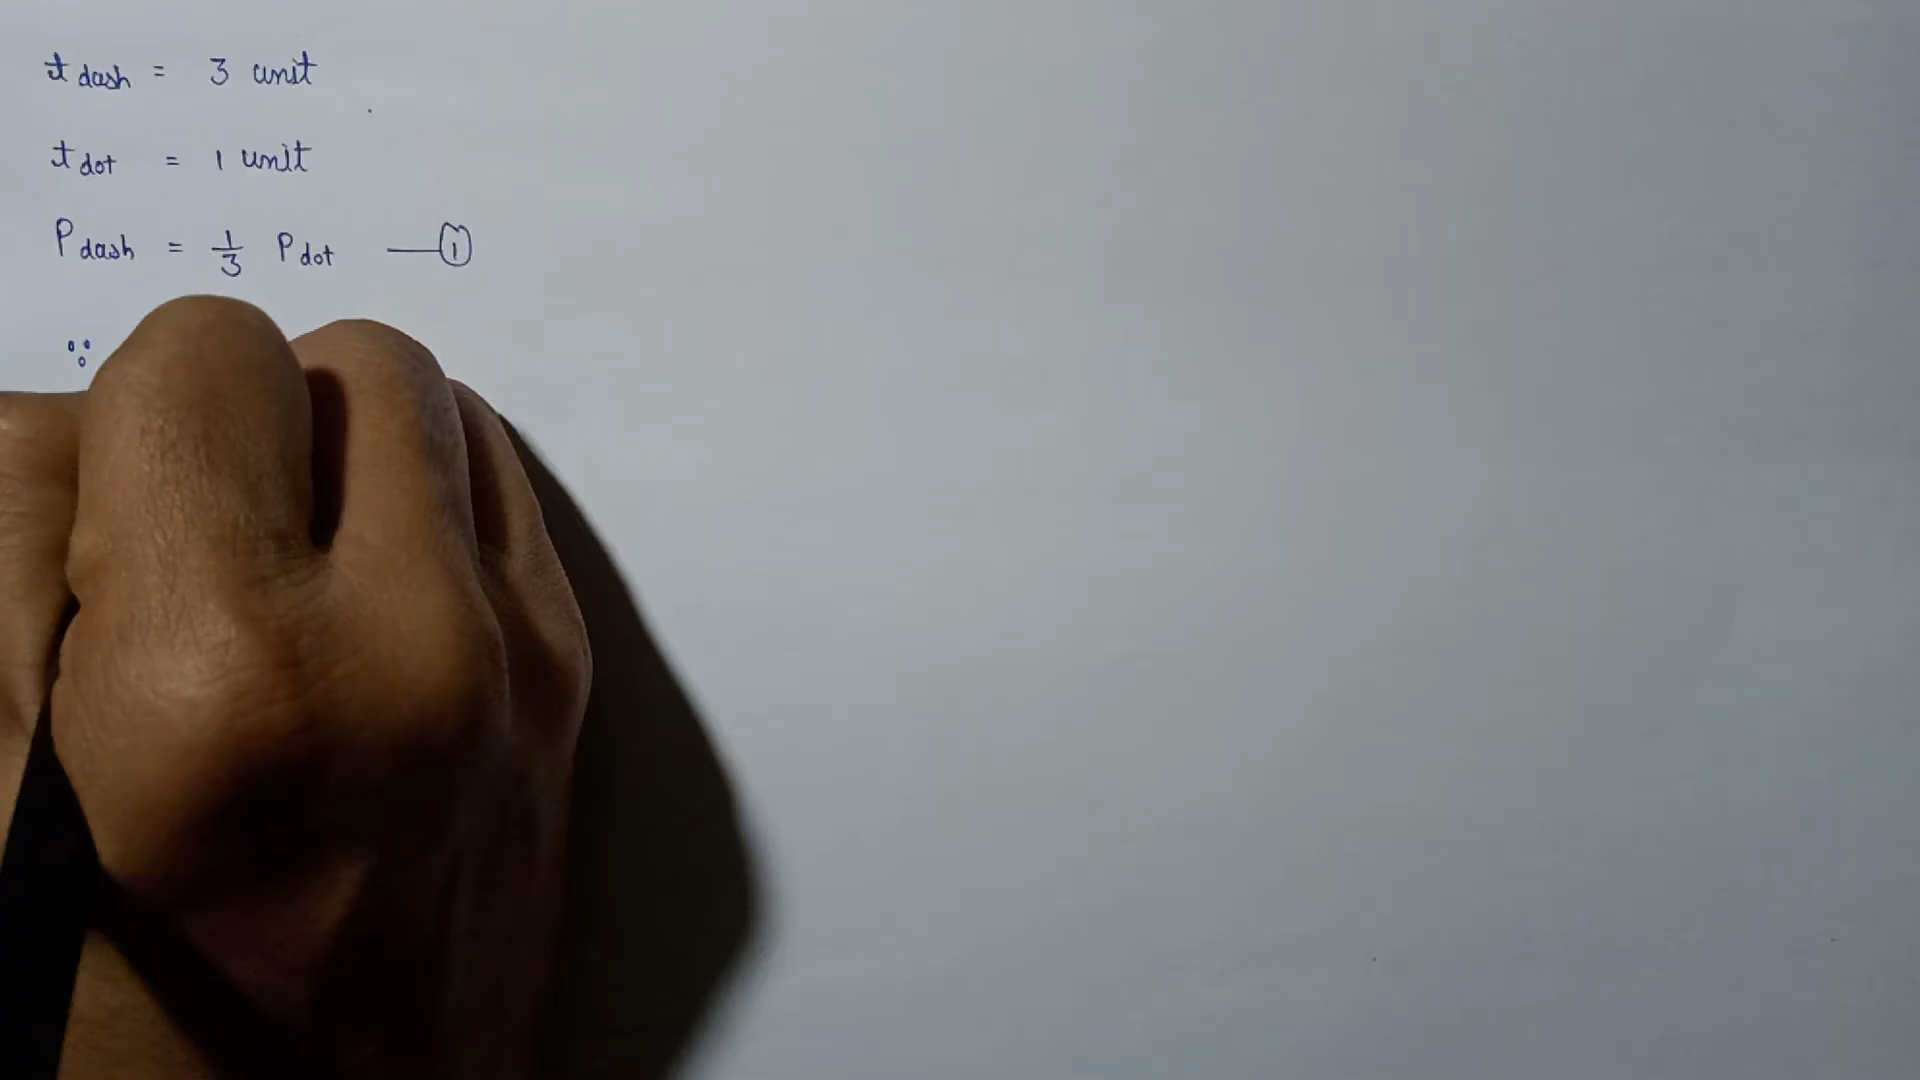 t dash = 3 unit
t dot = 1 unit
P dash = 1/3 P dot —①
∵